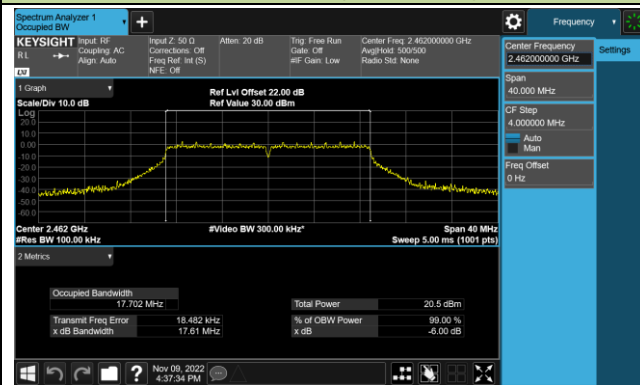 Spectrum Analyzer 1
Occupied BW
+
Frequency
KEYSIGHT
Input: RF
Coupling: AC
Align: Auto
Input Z: 50 Ω
Corrections: Off
Freq Ref: Int (S)
NFE: Off
Atten: 20 dB
Trig: Free Run
Gate: Off
#IF Gain: Low
Center Freq: 2.462000000 GHz
Avg|Hold: 500/500
Radio Std: None
R L
LXI
1 Graph
Scale/Div 10.0 dB
Ref Lvl Offset 22.00 dB
Ref Value 30.00 dBm
Log
20.0
10.0
0.00
-10.0
-20.0
-30.0
-40.0
-50.0
-60.0
Center 2.462 GHz
#Res BW 100.00 kHz
#Video BW 300.00 kHz*
Span 40 MHz
Sweep 5.00 ms (1001 pts)
2 Metrics
Occupied Bandwidth
17.702 MHz
Transmit Freq Error 18.482 kHz
x dB Bandwidth 17.61 MHz
Total Power 20.5 dBm
% of OBW Power 99.00 %
x dB -6.00 dB
Center Frequency
2.462000000 GHz
Settings
Span
40.000 MHz
CF Step
4.000000 MHz
Auto
Man
Freq Offset
0 Hz
?
Nov 09, 2022
4:37:34 PM